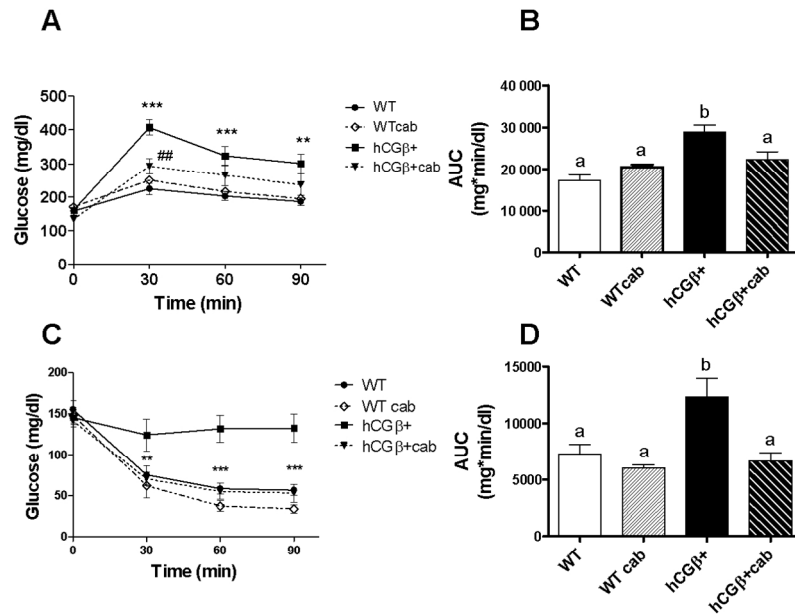 A
Glucose (mg/dl)
500
400
300
200
100
0
***
***
**
##
0 30 60 90
Time (min)
WT
WTcab
hCGβ+
hCGβ+cab
B
AUC
(mg*min/dl)
40 000
30 000
20 000
10 000
0
a
a
b
a
WT
WTcab
hCGβ+
hCGβ+cab
C
Glucose (mg/dl)
200
150
100
50
0
**
***
***
0 30 60 90
Time (min)
WT
WT cab
hCGβ+
hCGβ+cab
D
AUC
(mg*min/dl)
15000
10000
5000
0
a
a
b
a
WT
WT cab
hCGβ+
hCGβ+cab